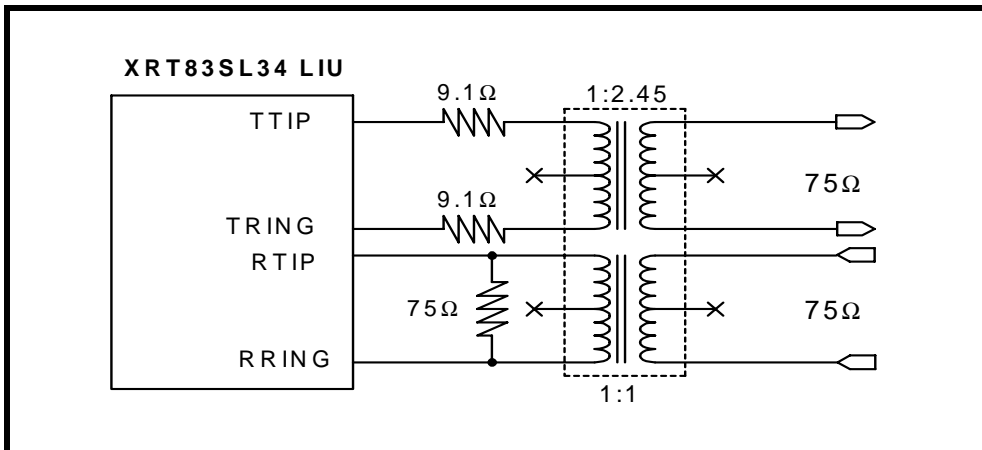 XRT83SL34 LIU
9.1Ω
1:2.45
TTIP
75Ω
9.1Ω
TRING
RTIP
75Ω
75Ω
RRING
1:1